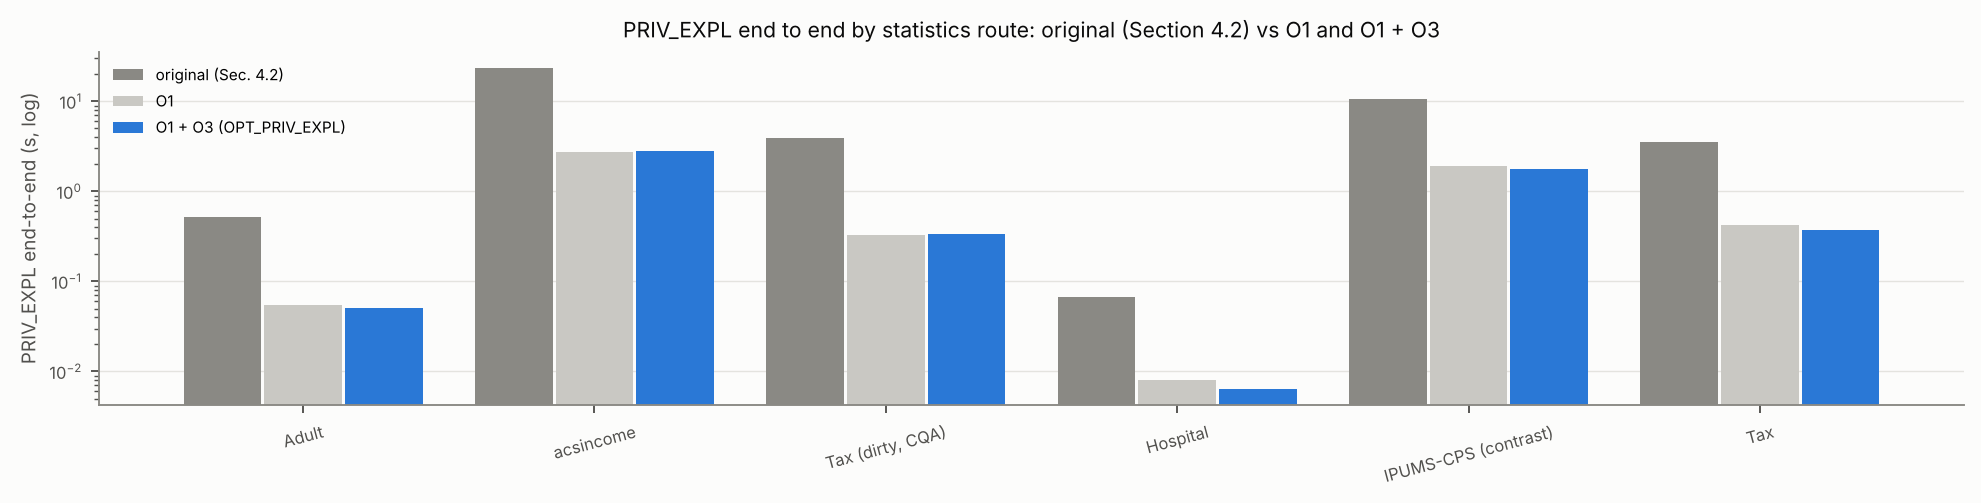 PRIV_EXPL end to end by statistics route: original (Section 4.2) vs O1 and O1 + O3
original (Sec. 4.2)
O1
O1 + O3 (OPT_PRIV_EXPL)
PRIV_EXPL end-to-end (s, log)
10¹
10⁰
10⁻¹
10⁻²
Adult
acsincome
Tax (dirty, CQA)
Hospital
IPUMS-CPS (contrast)
Tax